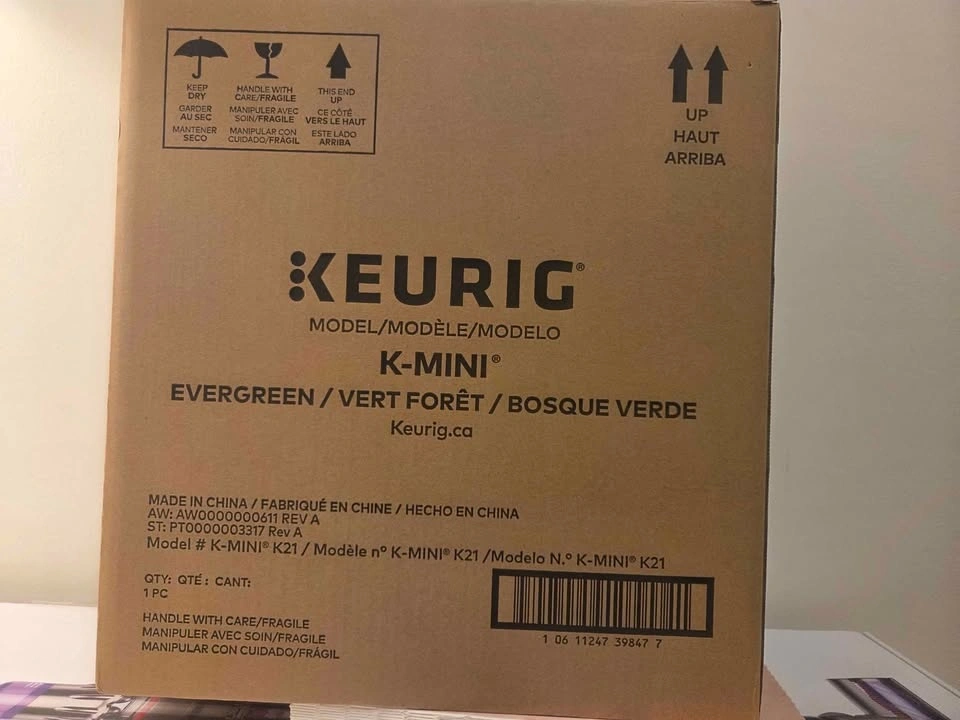 KEEP
DRY
GARDER
AU SEC
MANTENER
SECO
HANDLE WITH
CARE/FRAGILE
MANIPULER AVEC
SOIN/FRAGILE
MANIPULAR CON
CUIDADO/FRÁGIL
THIS END
UP
CE CÔTÉ
VERS LE HAUT
ESTE LADO
ARRIBA
UP
HAUT
ARRIBA
KEURIG®
MODEL/MODÈLE/MODELO
K-MINI®
EVERGREEN / VERT FORÊT / BOSQUE VERDE
Keurig.ca
MADE IN CHINA / FABRIQUÉ EN CHINE / HECHO EN CHINA
AW: AW0000000611 REV A
ST: PT0000003317 Rev A
Model # K-MINI® K21 / Modèle nº K-MINI® K21 /Modelo N.º K-MINI® K21
QTY: QTÉ : CANT:
1 PC
HANDLE WITH CARE/FRAGILE
MANIPULER AVEC SOIN/FRAGILE
MANIPULAR CON CUIDADO/FRÁGIL
1 06 11247 39847 7